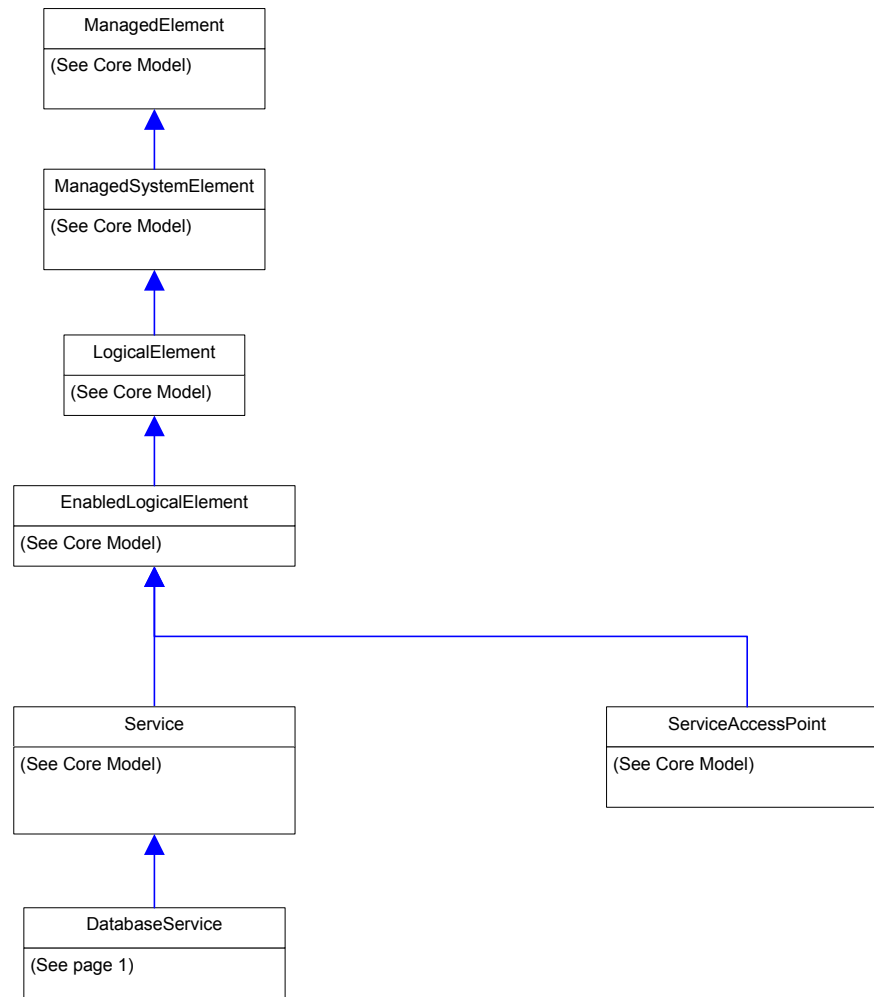 ManagedElement
(See Core Model)
ManagedSystemElement
(See Core Model)
LogicalElement
(See Core Model)
EnabledLogicalElement
(See Core Model)
Service
(See Core Model)
ServiceAccessPoint
(See Core Model)
DatabaseService
(See page 1)